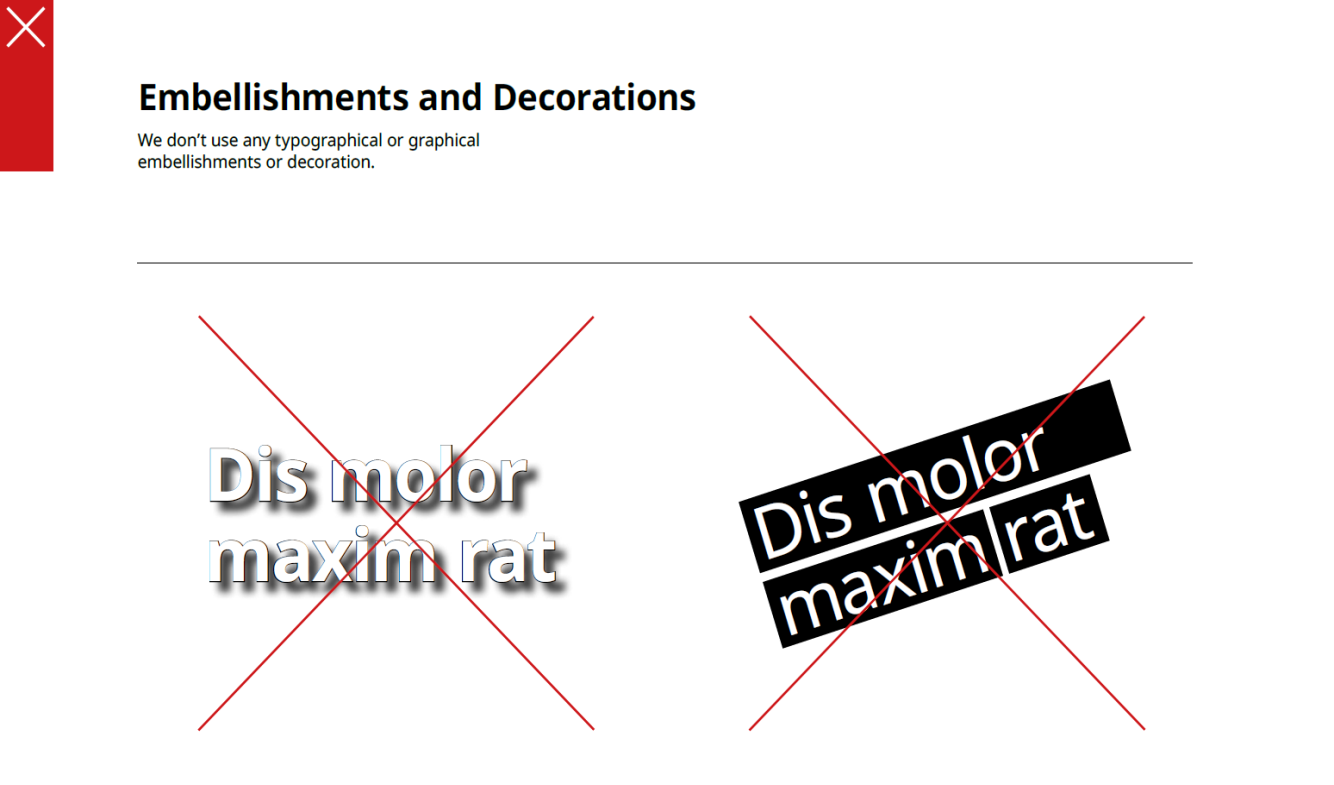 Embellishments and Decorations
We don’t use any typographical or graphical
embellishments or decoration.
Dis molor
maxim rat
Dis molor
maxim rat